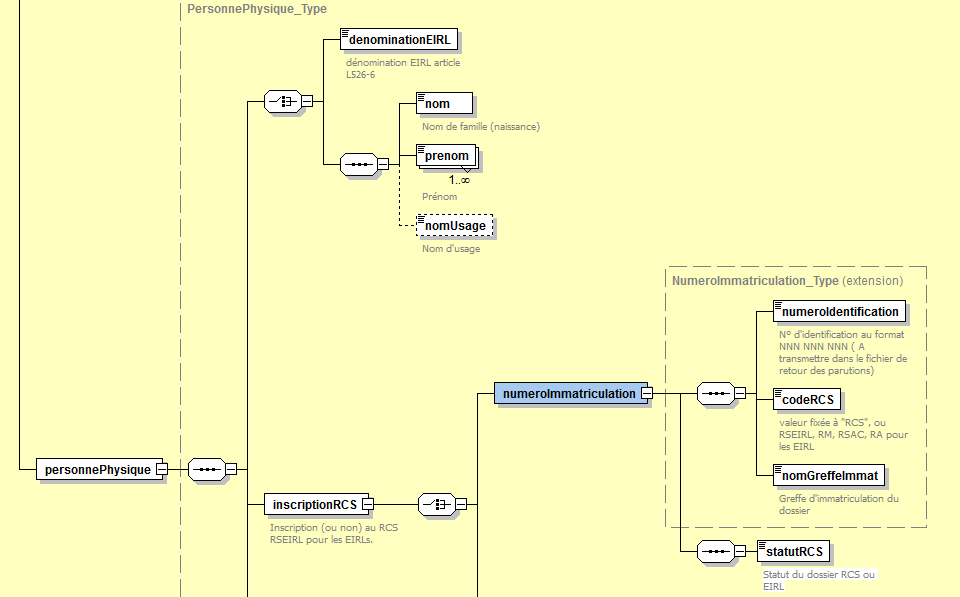 PersonnePhysique_Type
denominationEIRL
dénomination EIRL article
L526-6
nom
Nom de famille (naissance)
prenom
1..∞
Prénom
nomUsage
Nom d'usage
NumeroImmatriculation_Type (extension)
numeroIdentification
N° d'identification au format
NNN NNN NNN ( A
transmettre dans le fichier de
retour des parutions)
numeroImmatriculation
codeRCS
valeur fixée à "RCS", ou
RSEIRL, RM, RSAC, RA pour
les EIRL
personnePhysique
nomGreffeImmat
Greffe d'immatriculation du
dossier
inscriptionRCS
Inscription (ou non) au RCS
RSEIRL pour les EIRLs.
statutRCS
Statut du dossier RCS ou
EIRL